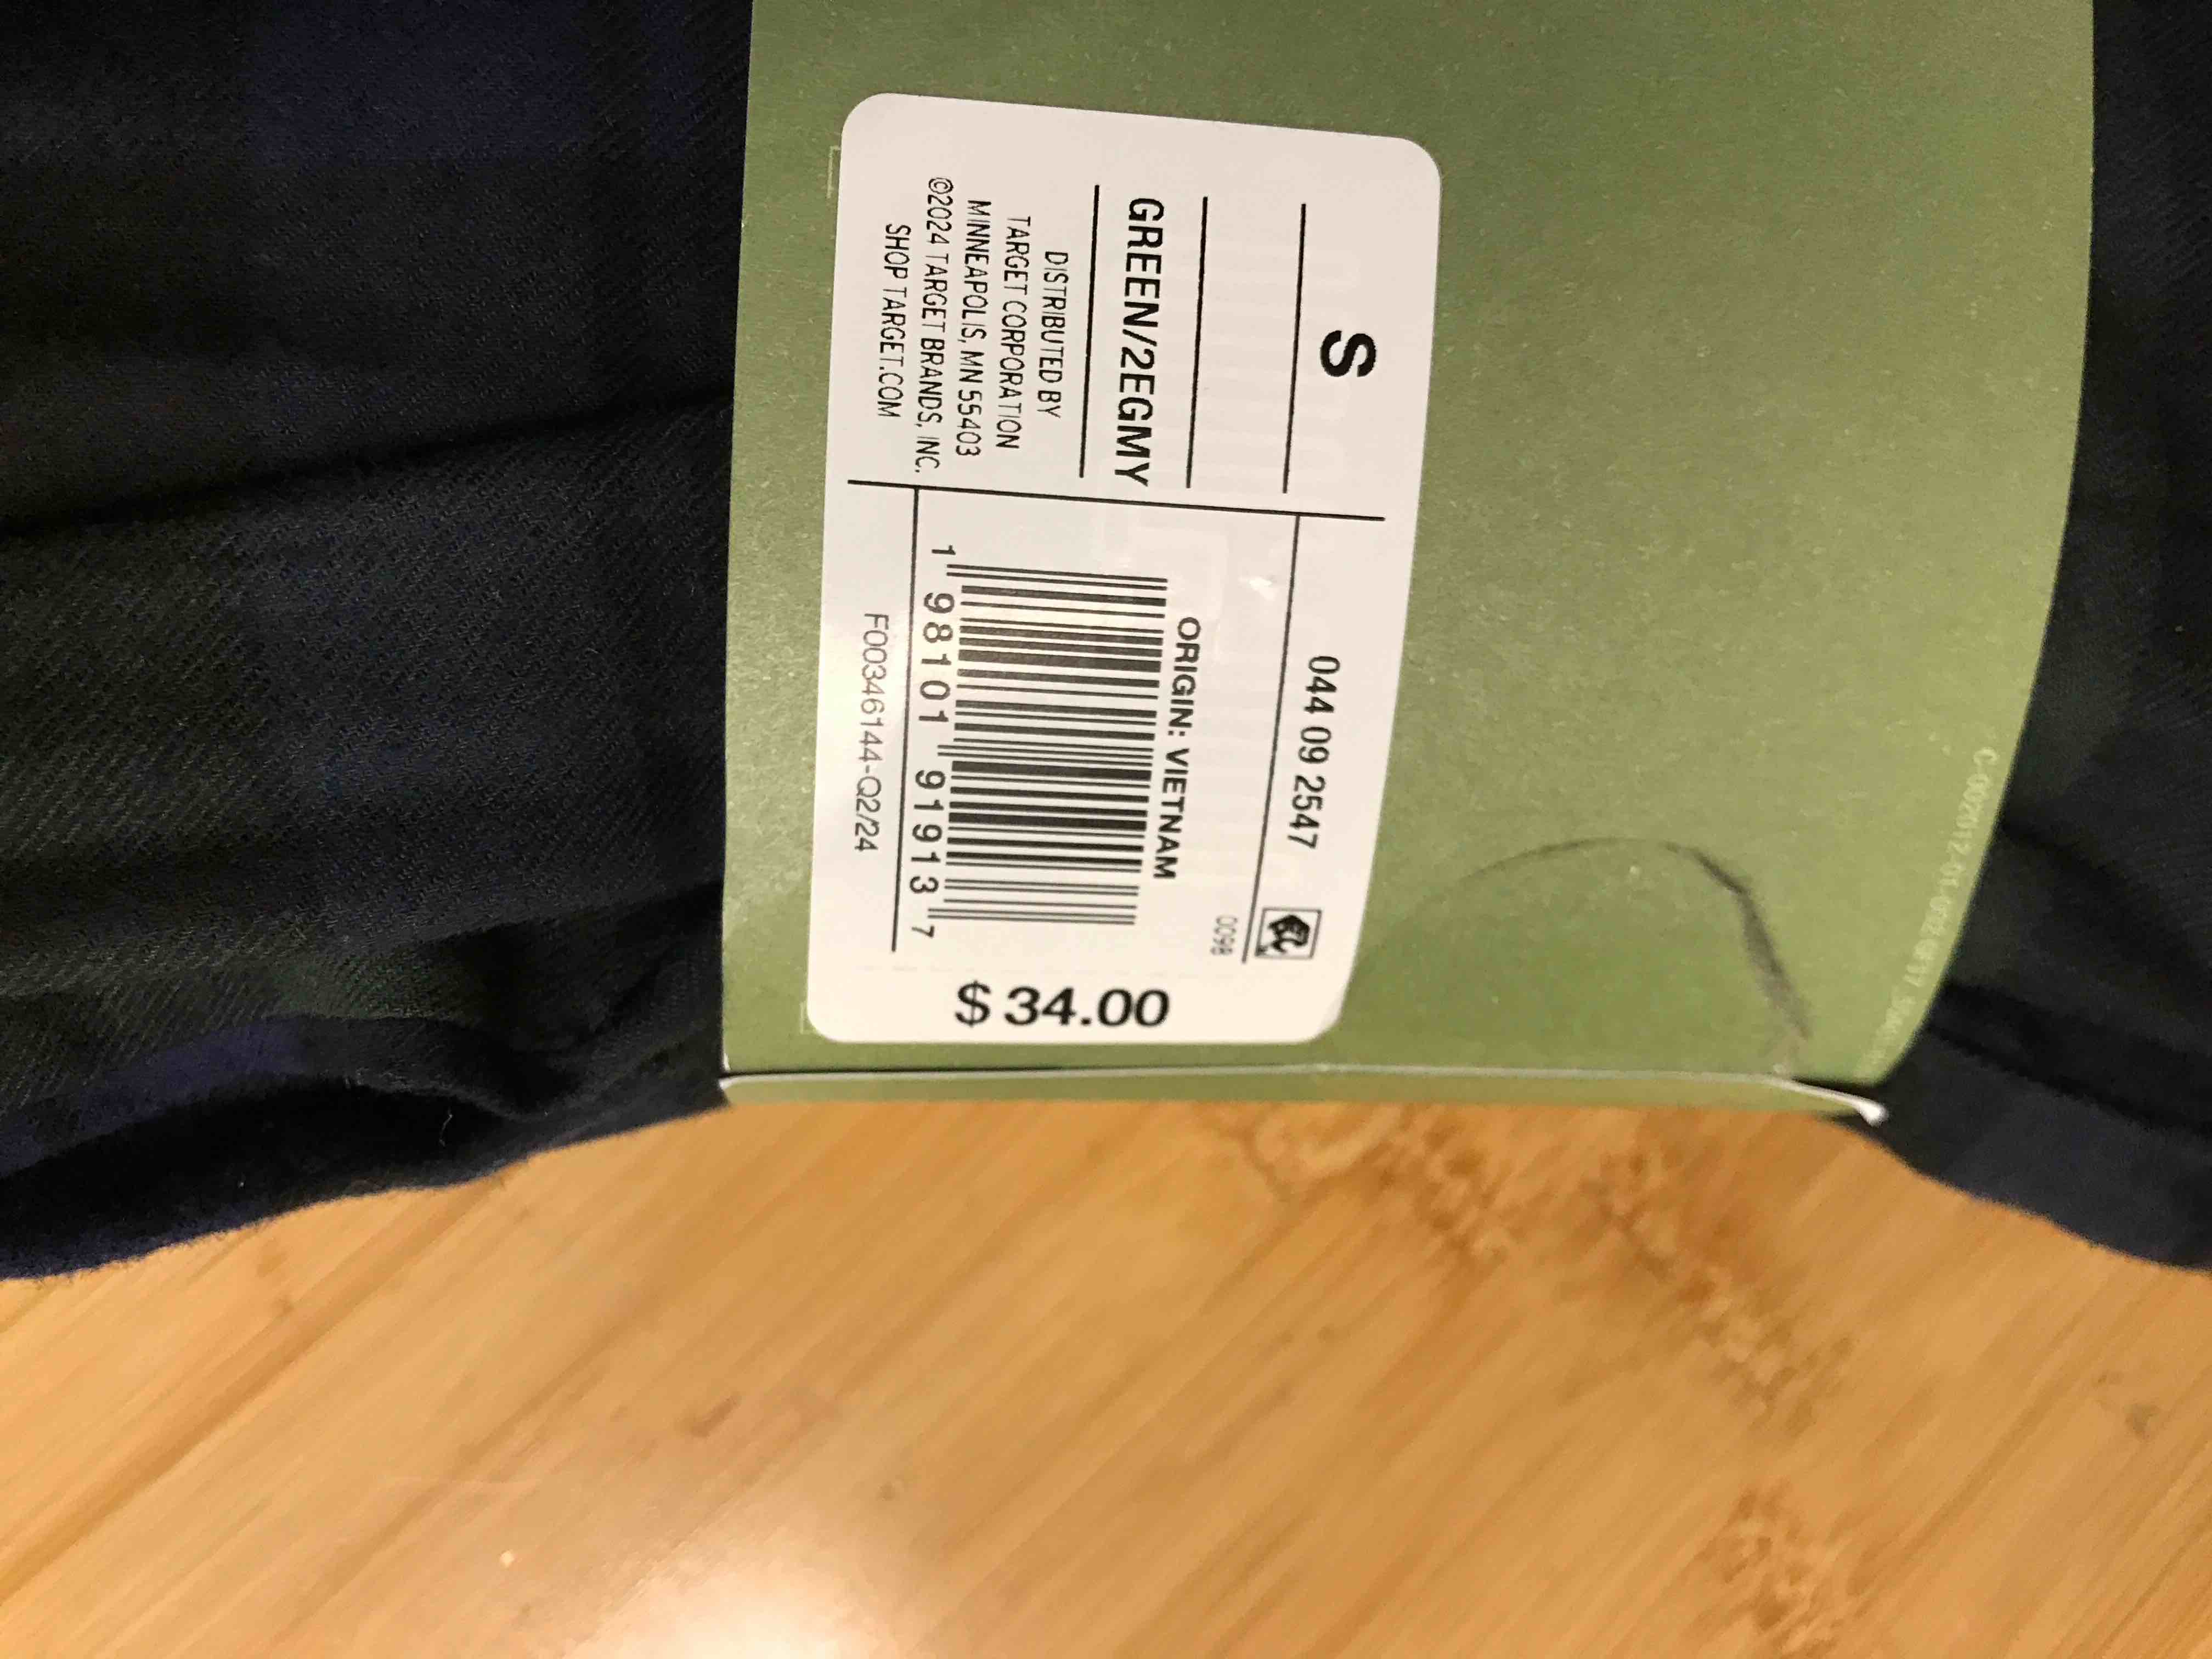 S
GREEN/2EGMY
DISTRIBUTED BY
TARGET CORPORATION
MINNEAPOLIS, MN 55403
©2024 TARGET BRANDS, INC.
SHOP TARGET.COM
044 09 2547
0098
ORIGIN: VIETNAM
1 98101 91913 7
F00346144-Q2/24
$ 34.00